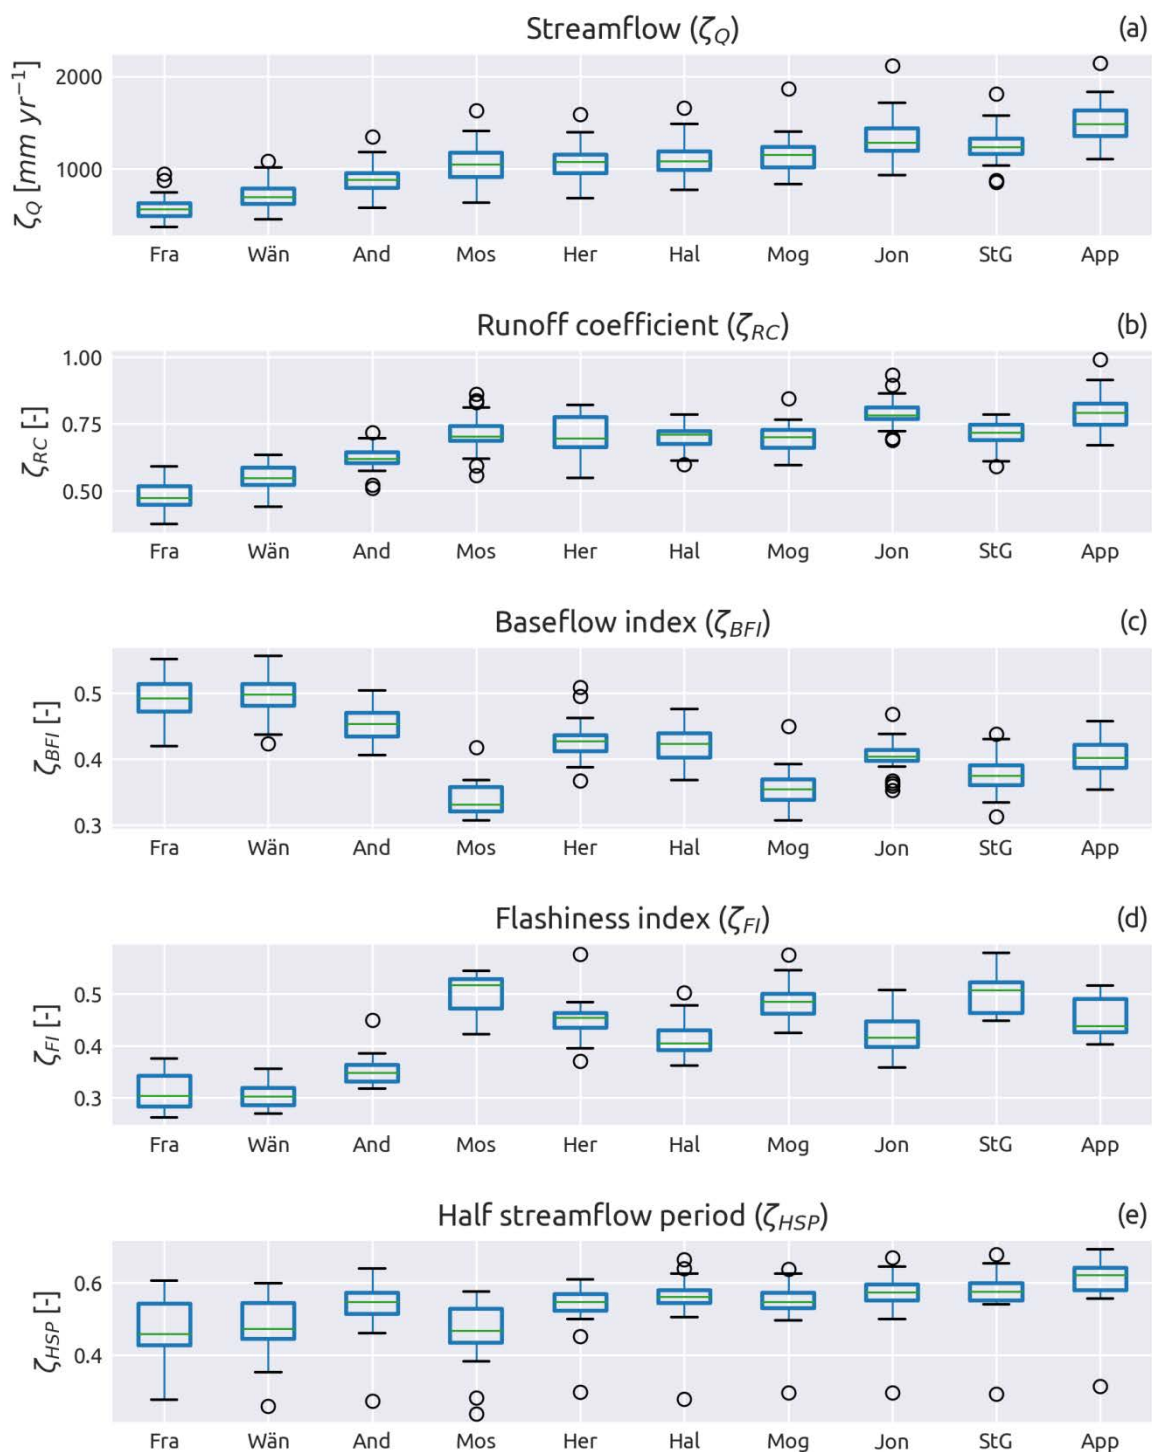 Streamflow (ζ_Q) (a)
ζ_Q [mm yr⁻¹]
2000
1000
Fra Wän And Mos Her Hal Mog Jon StG App
Runoff coefficient (ζ_RC) (b)
ζ_RC [-]
1.00
0.75
0.50
Fra Wän And Mos Her Hal Mog Jon StG App
Baseflow index (ζ_BFI) (c)
ζ_BFI [-]
0.5
0.4
0.3
Fra Wän And Mos Her Hal Mog Jon StG App
Flashiness index (ζ_FI) (d)
ζ_FI [-]
0.5
0.4
0.3
Fra Wän And Mos Her Hal Mog Jon StG App
Half streamflow period (ζ_HSP) (e)
ζ_HSP [-]
0.6
0.4
Fra Wän And Mos Her Hal Mog Jon StG App